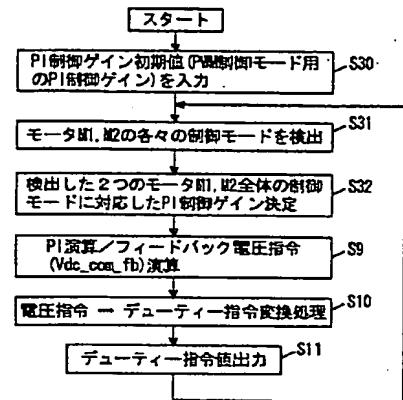 スタート
PI制御ゲイン初期値(PWM制御モード用
のPI制御ゲイン)を入力
S30
モータM1,M2の各々の制御モードを検出
S31
検出した2つのモータM1,M2全体の制御
モードに対応したPI制御ゲイン決定
S32
PI演算/フィードバック電圧指令
(Vdc_com_fb)演算
S9
電圧指令 → デューティー指令変換処理
S10
デューティー指令値出力
S11